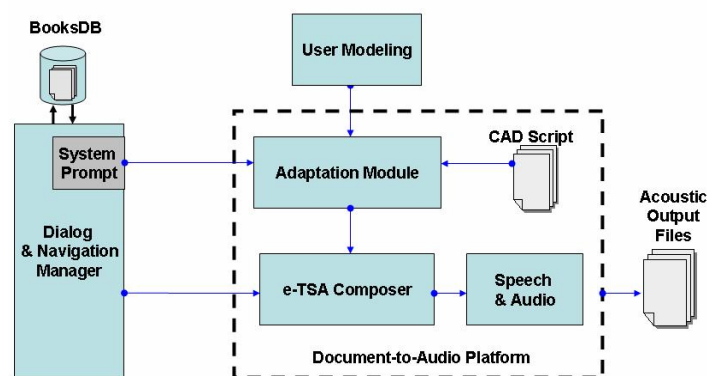 BooksDB
User Modeling
System
Prompt
Adaptation Module
CAD Script
Acoustic
Output
Files
Dialog
& Navigation
Manager
e-TSA Composer
Speech
& Audio
Document-to-Audio Platform